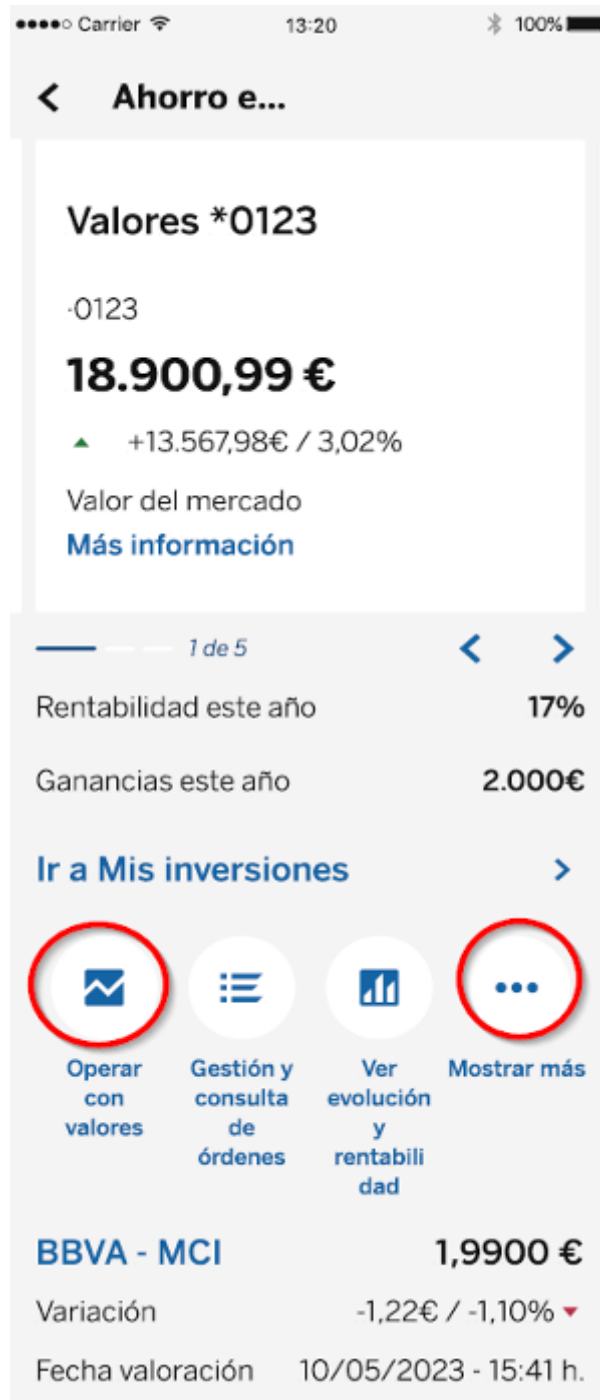 Carrier 13:20 100%
Ahorro e...
Valores *0123
·0123
18.900,99 €
+13.567,98€ / 3,02%
Valor del mercado
Más información
1 de 5
Rentabilidad este año 17%
Ganancias este año 2.000€
Ir a Mis inversiones
Operar con valores
Gestión y consulta de órdenes
Ver evolución y rentabili dad
Mostrar más
BBVA - MCI 1,9900 €
Variación -1,22€ / -1,10%
Fecha valoración 10/05/2023 - 15:41 h.